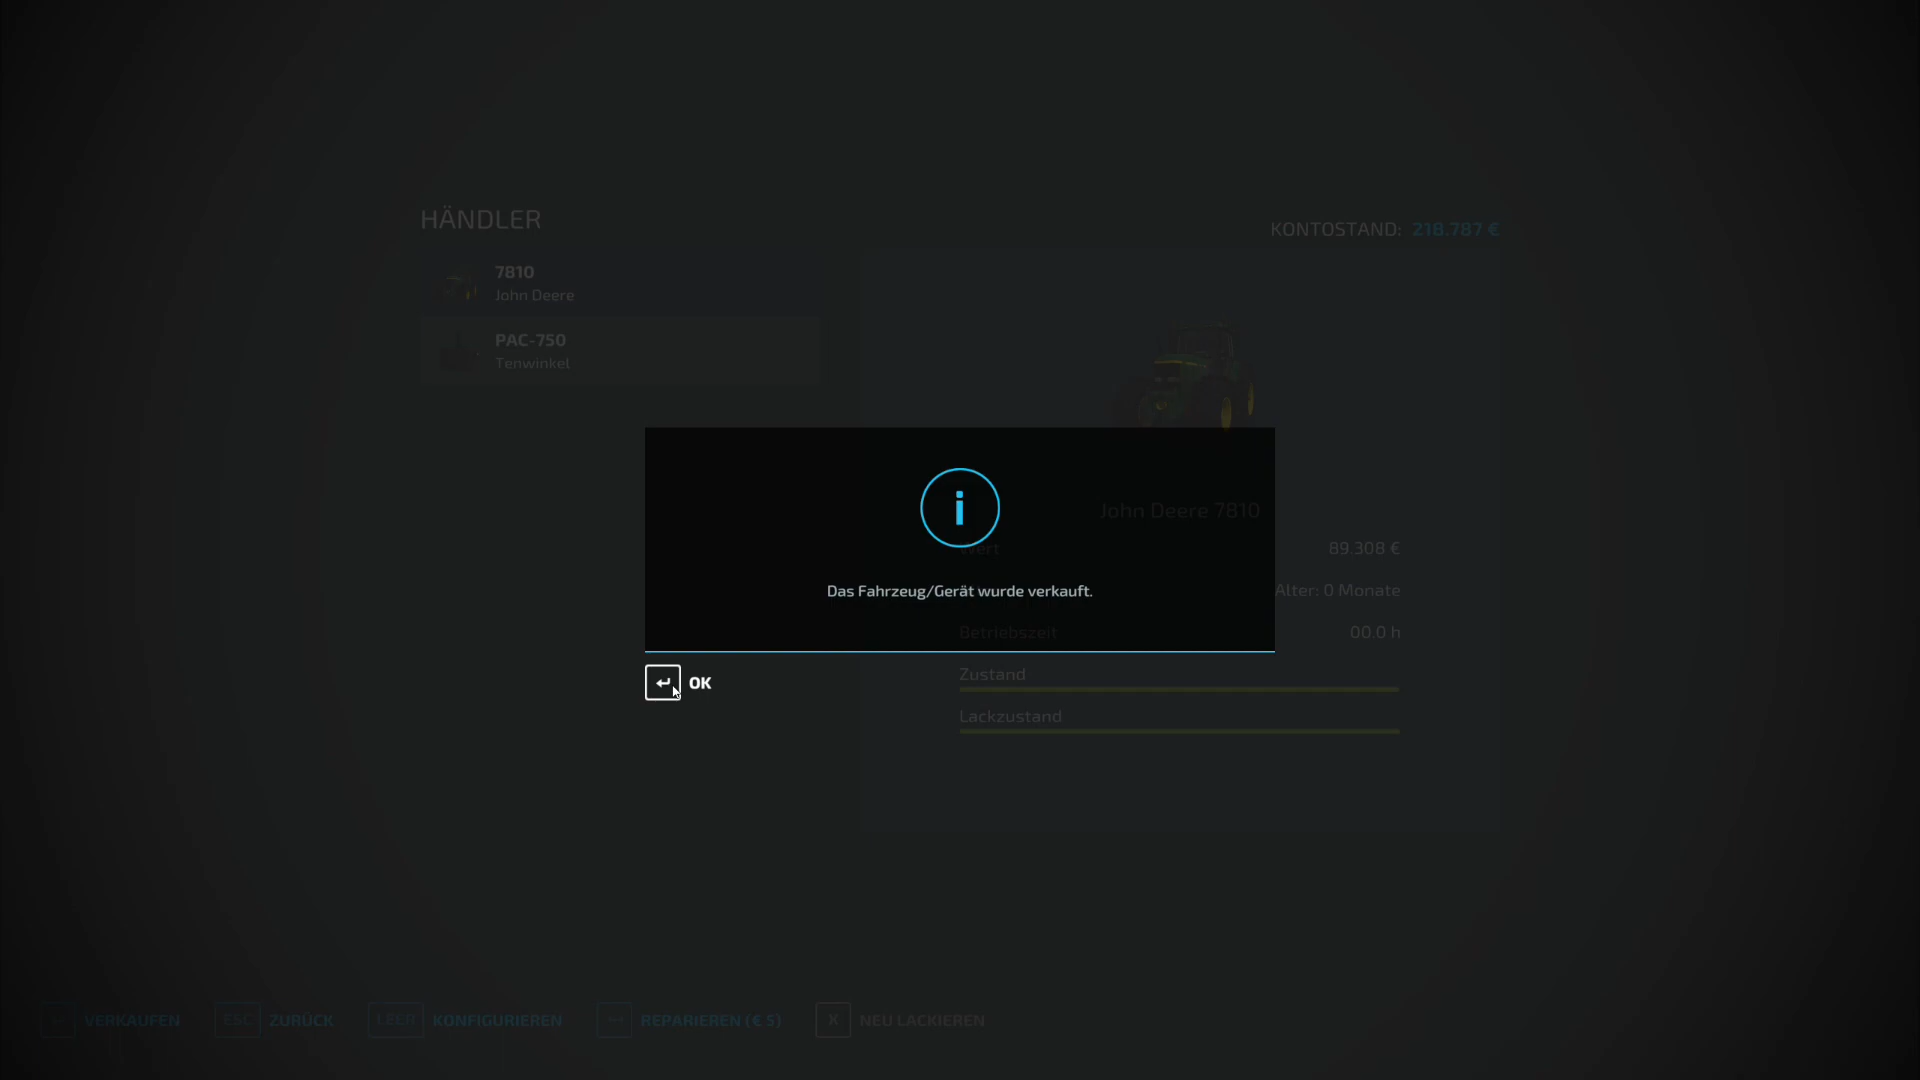 HÄNDLER
KONTOSTAND: 218.787 €
7810
John Deere
PAC-750
Tenwinkel
John Deere 7810
Wert
89.308 €
Das Fahrzeug/Gerät wurde verkauft.
Alter: 0 Monate
Betriebszeit
00.0 h
OK
Zustand
Lackzustand
VERKAUFEN
ESC ZURÜCK
LEER KONFIGURIEREN
REPARIEREN (€ 5)
X NEU LACKIEREN